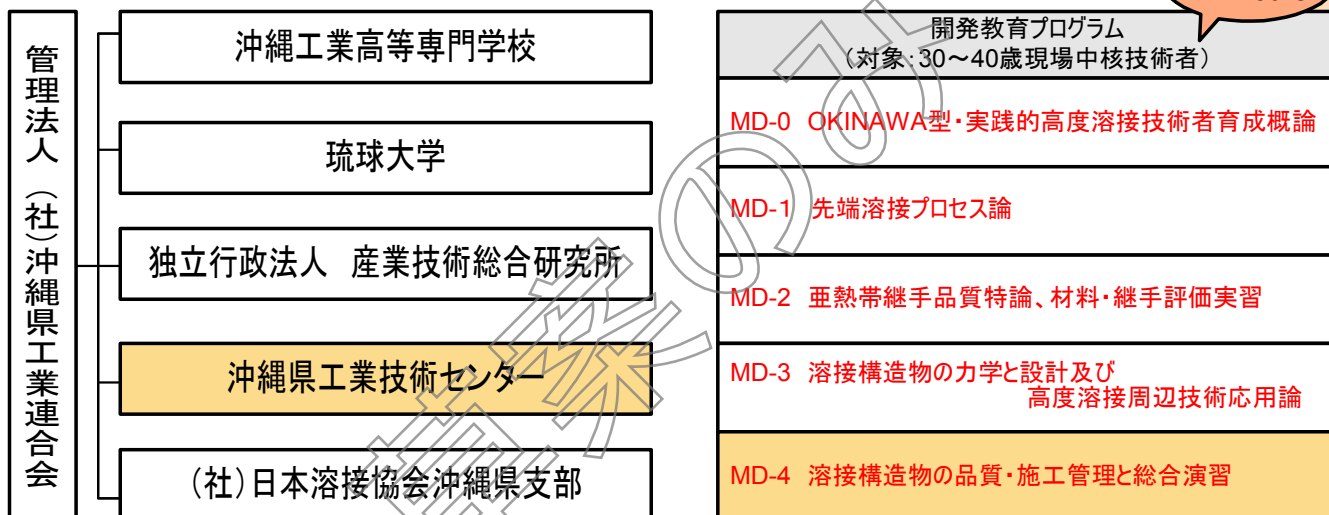 管理法人 (社)沖縄県工業連合会
沖縄工業高等専門学校
琉球大学
独立行政法人 産業技術総合研究所
沖縄県工業技術センター
(社)日本溶接協会沖縄県支部
開発教育プログラム
(対象:30~40歳現場中核技術者)
MD-0 OKINAWA型・実践的高度溶接技術者育成概論
MD-1 先端溶接プロセス論
MD-2 亜熱帯継手品質特論、材料・継手評価実習
MD-3 溶接構造物の力学と設計及び
高度溶接周辺技術応用論
MD-4 溶接構造物の品質・施工管理と総合演習